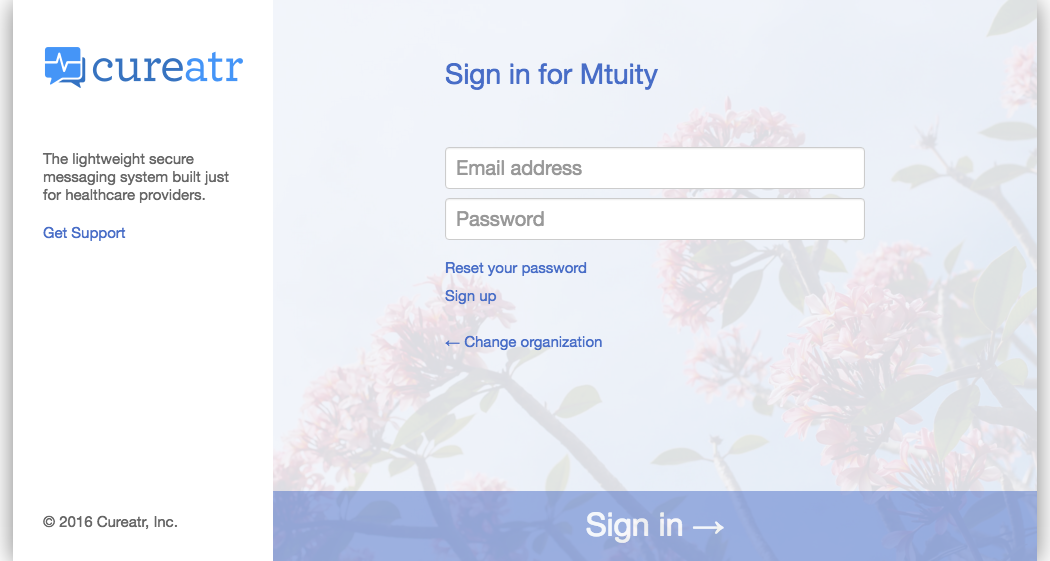 cureatr
The lightweight secure
messaging system built just
for healthcare providers.
Get Support
© 2016 Cureatr, Inc.
Sign in for Mtuity
Email address
Password
Reset your password
Sign up
← Change organization
Sign in →